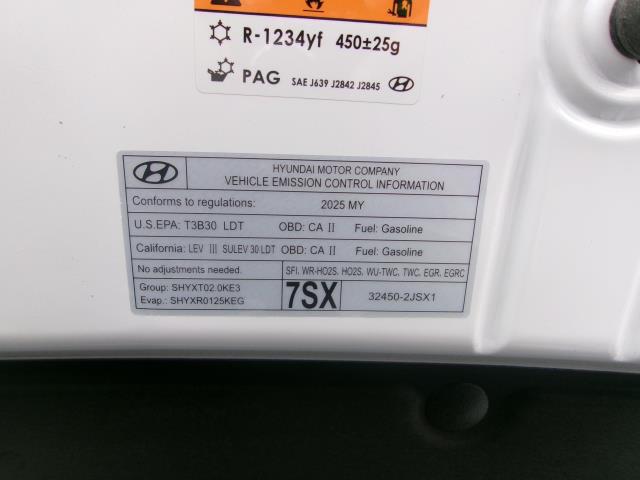 R-1234yf 450±25g
PAG SAE J639 J2842 J2845
HYUNDAI MOTOR COMPANY
VEHICLE EMISSION CONTROL INFORMATION
Conforms to regulations: 2025 MY
U.S.EPA: T3B30 LDT OBD: CA II Fuel: Gasoline
California: LEV III SULEV 30 LDT OBD: CA II Fuel: Gasoline
No adjustments needed. SFI. WR-HO2S. HO2S. WU-TWC. TWC. EGR. EGRC
Group: SHYXT02.0KE3
Evap.: SHYXR0125KEG
7SX 32450-2JSX1